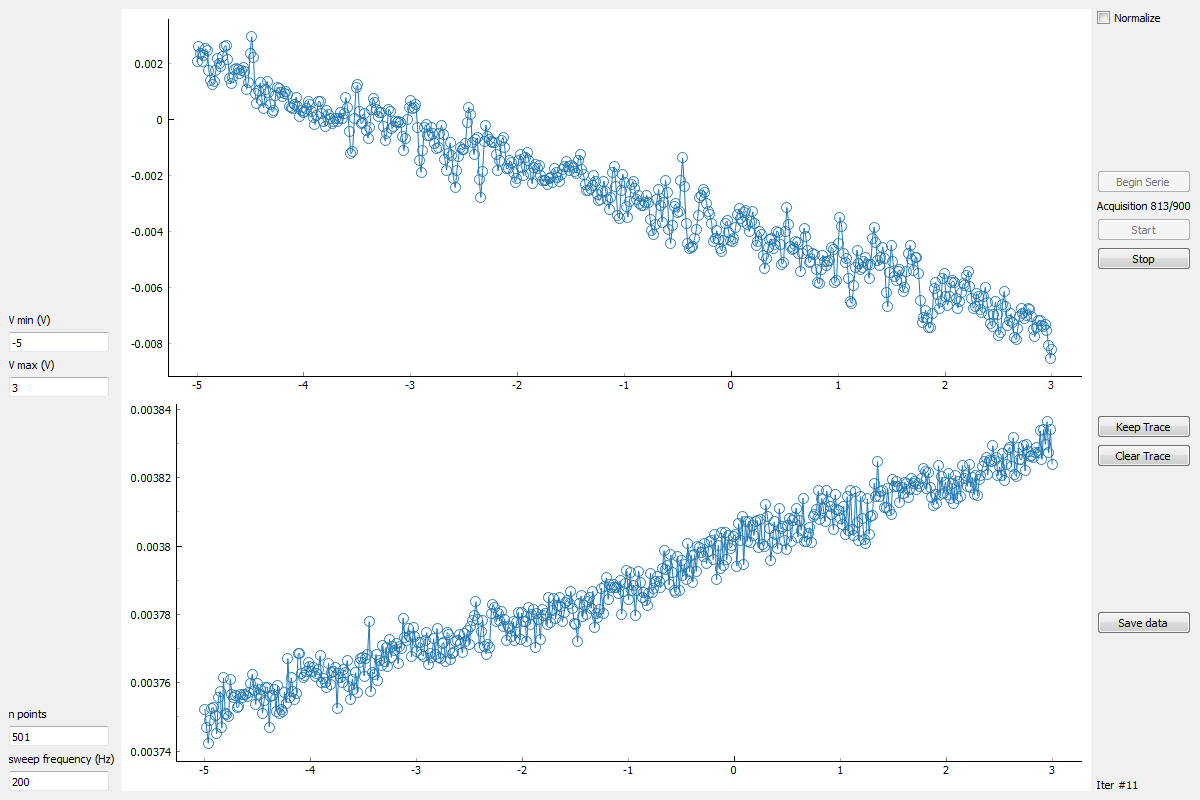 Normalize
0.002
0
-0.002
-0.004
-0.006
-0.008
-5 -4 -3 -2 -1 0 1 2 3
Begin Serie
Acquisition 813/900
Start
Stop
V min (V)
-5
V max (V)
3
0.00384
0.00382
0.0038
0.00378
0.00376
0.00374
-5 -4 -3 -2 -1 0 1 2 3
Keep Trace
Clear Trace
Save data
n points
501
sweep frequency (Hz)
200
Iter #11